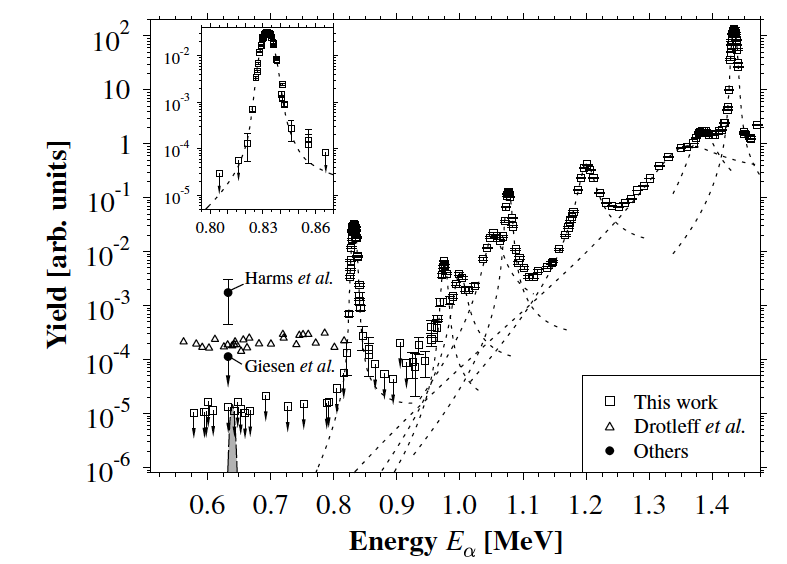 10²
10
1
10⁻¹
10⁻²
10⁻³
10⁻⁴
10⁻⁵
10⁻⁶
Yield [arb. units]
10⁻²
10⁻³
10⁻⁴
10⁻⁵
0.80 0.83 0.86
Harms et al.
Giesen et al.
This work
Drotleff et al.
Others
0.6 0.7 0.8 0.9 1.0 1.1 1.2 1.3 1.4
Energy Eα [MeV]